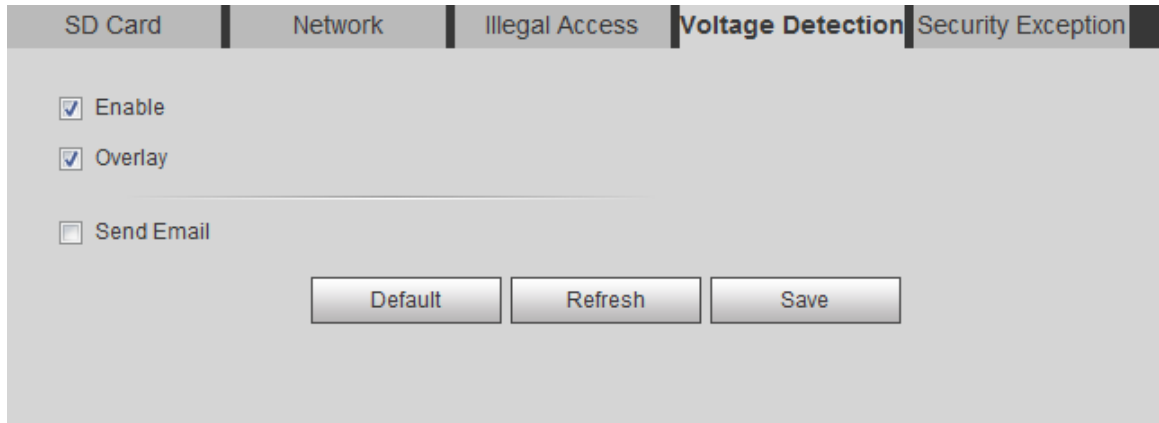 SD Card Network Illegal Access Voltage Detection Security Exception
Enable
Overlay
Send Email
Default Refresh Save